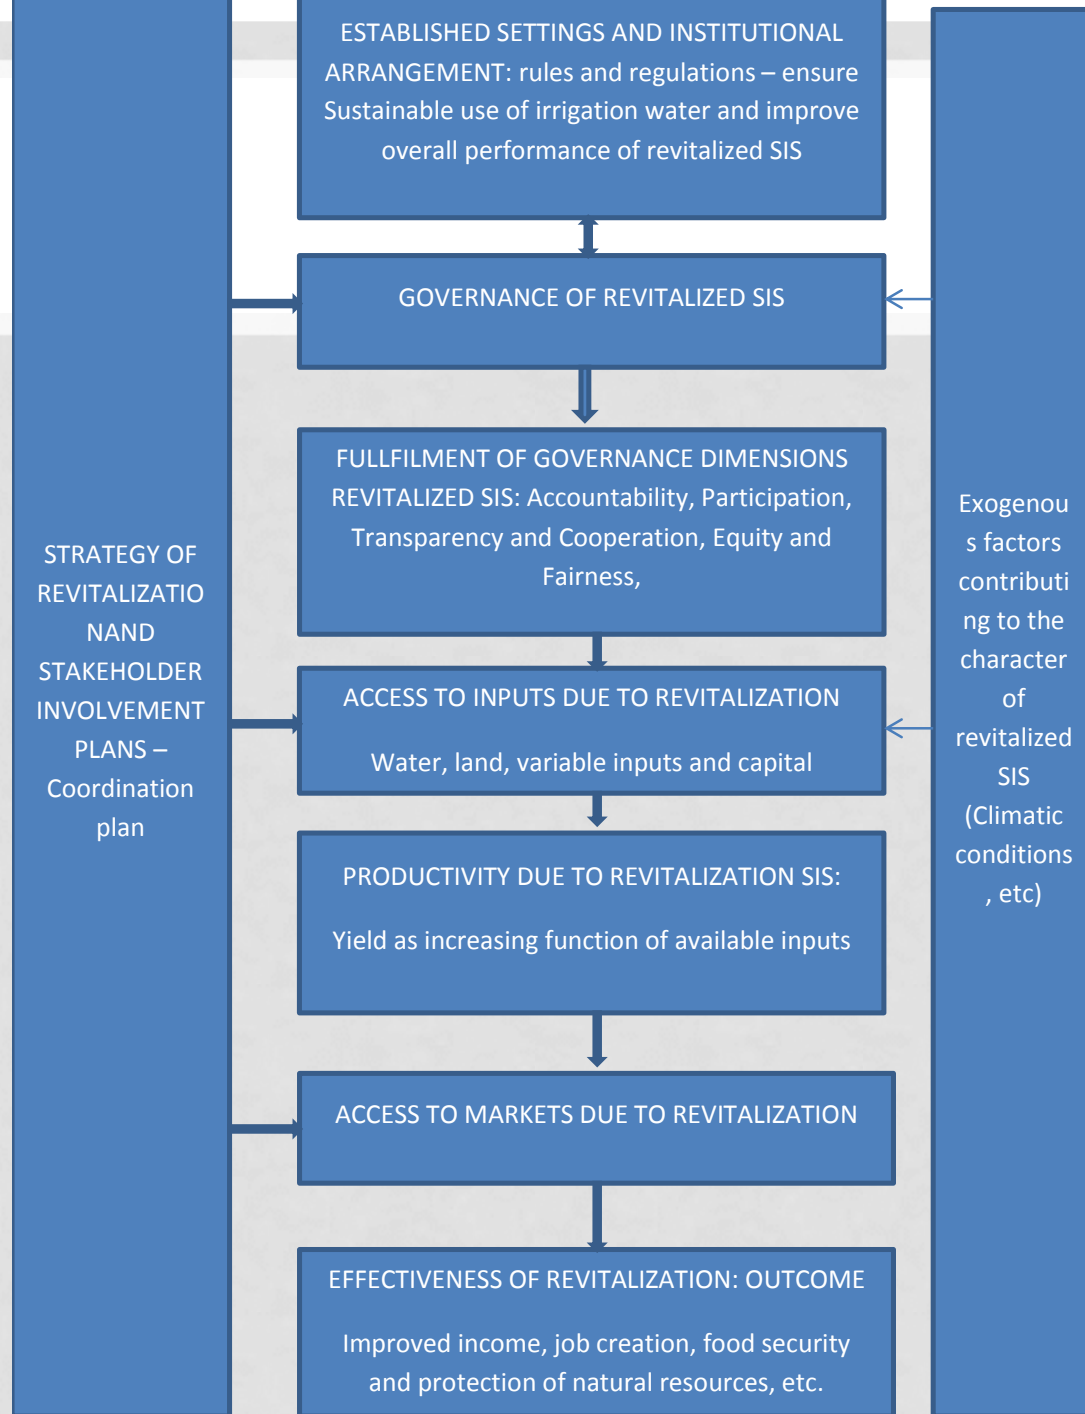 ESTABLISHED SETTINGS AND INSTITUTIONAL
ARRANGEMENT: rules and regulations – ensure
Sustainable use of irrigation water and improve
overall performance of revitalized SIS
GOVERNANCE OF REVITALIZED SIS
FULLFILMENT OF GOVERNANCE DIMENSIONS
REVITALIZED SIS: Accountability, Participation,
Transparency and Cooperation, Equity and
Fairness,
STRATEGY OF
REVITALIZATIO
NAND
STAKEHOLDER
INVOLVEMENT
PLANS –
Coordination
plan
Exogenou
s factors
contributi
ng to the
character
of
revitalized
SIS
(Climatic
conditions
, etc)
ACCESS TO INPUTS DUE TO REVITALIZATION
Water, land, variable inputs and capital
PRODUCTIVITY DUE TO REVITALIZATION SIS:
Yield as increasing function of available inputs
ACCESS TO MARKETS DUE TO REVITALIZATION
EFFECTIVENESS OF REVITALIZATION: OUTCOME
Improved income, job creation, food security
and protection of natural resources, etc.